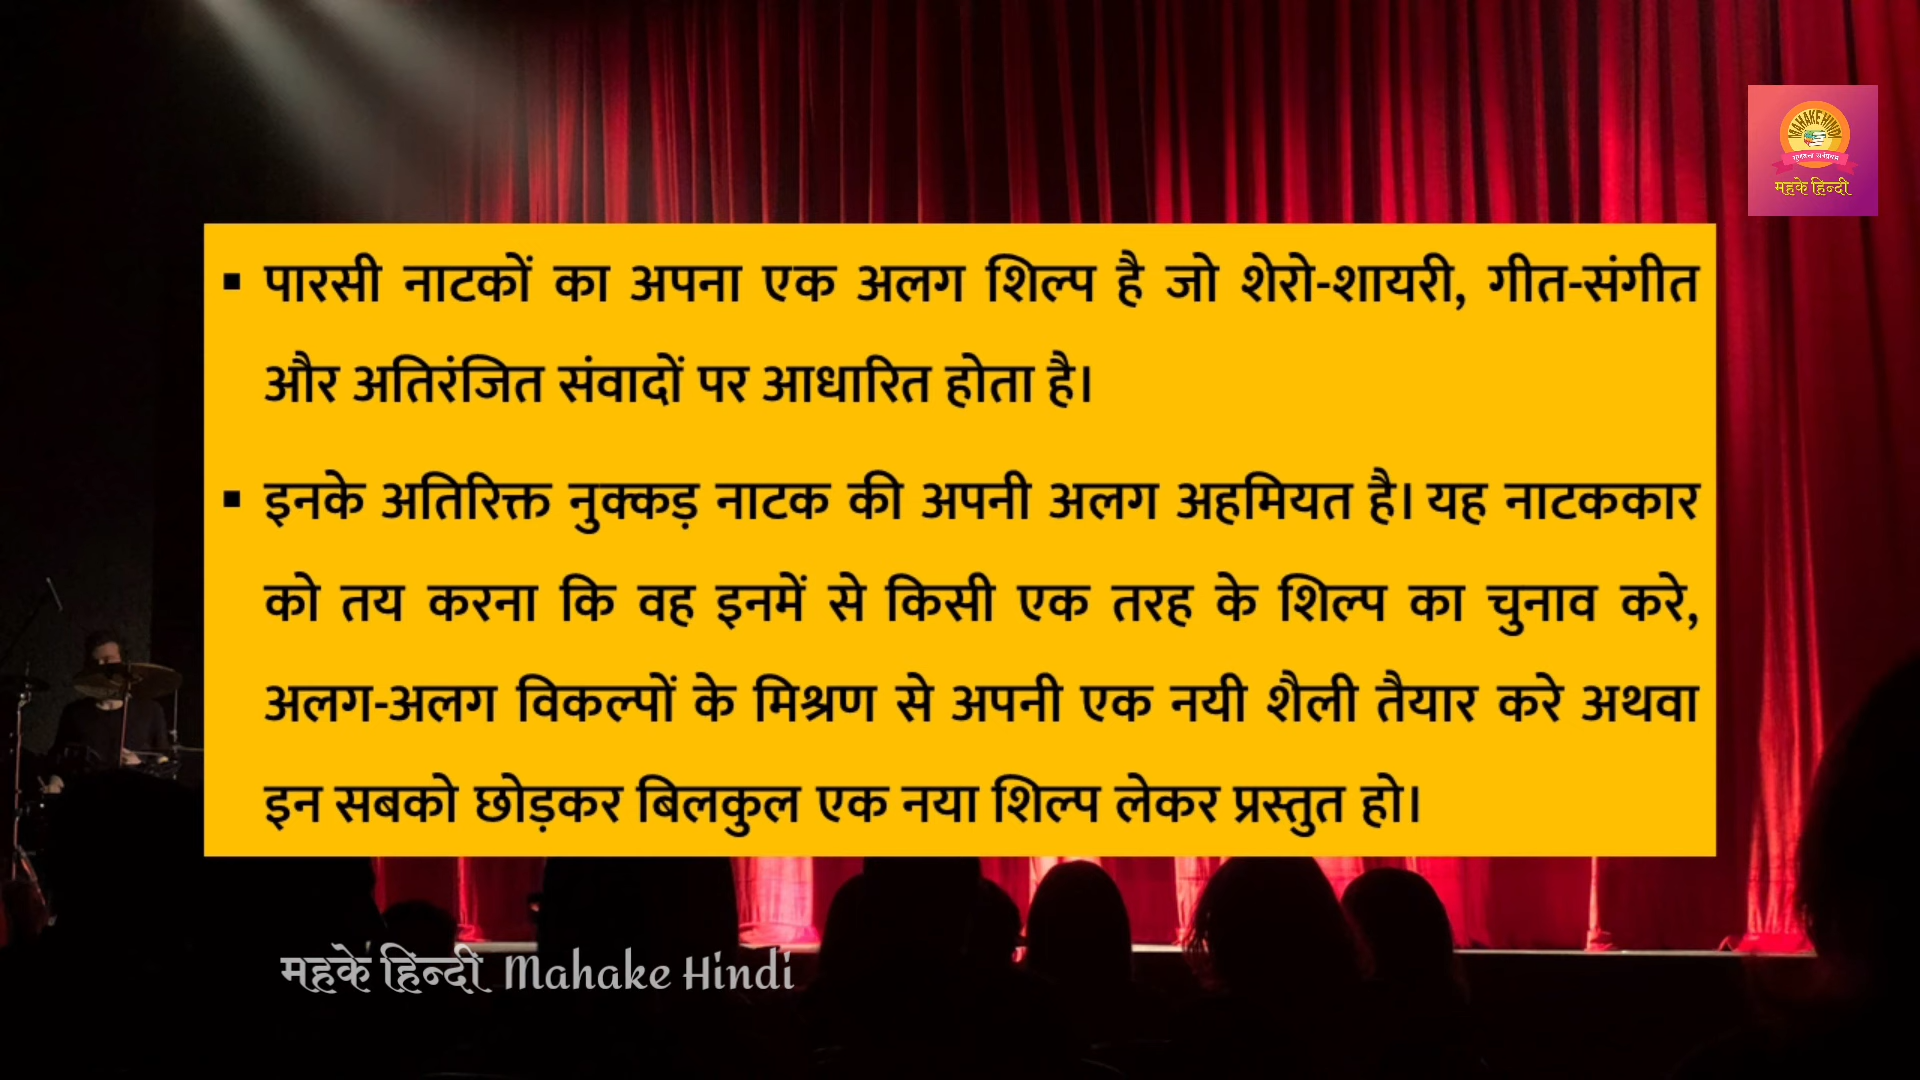 MAHAKE HINDI
महके हिन्दी
▪ पारसी नाटकों का अपना एक अलग शिल्प है जो शेरो-शायरी, गीत-संगीत
और अतिरंजित संवादों पर आधारित होता है।
▪ इनके अतिरिक्त नुक्कड़ नाटक की अपनी अलग अहमियत है। यह नाटककार
को तय करना कि वह इनमें से किसी एक तरह के शिल्प का चुनाव करे,
अलग-अलग विकल्पों के मिश्रण से अपनी एक नयी शैली तैयार करे अथवा
इन सबको छोड़कर बिलकुल एक नया शिल्प लेकर प्रस्तुत हो।
महके हिन्दी Mahake Hindi